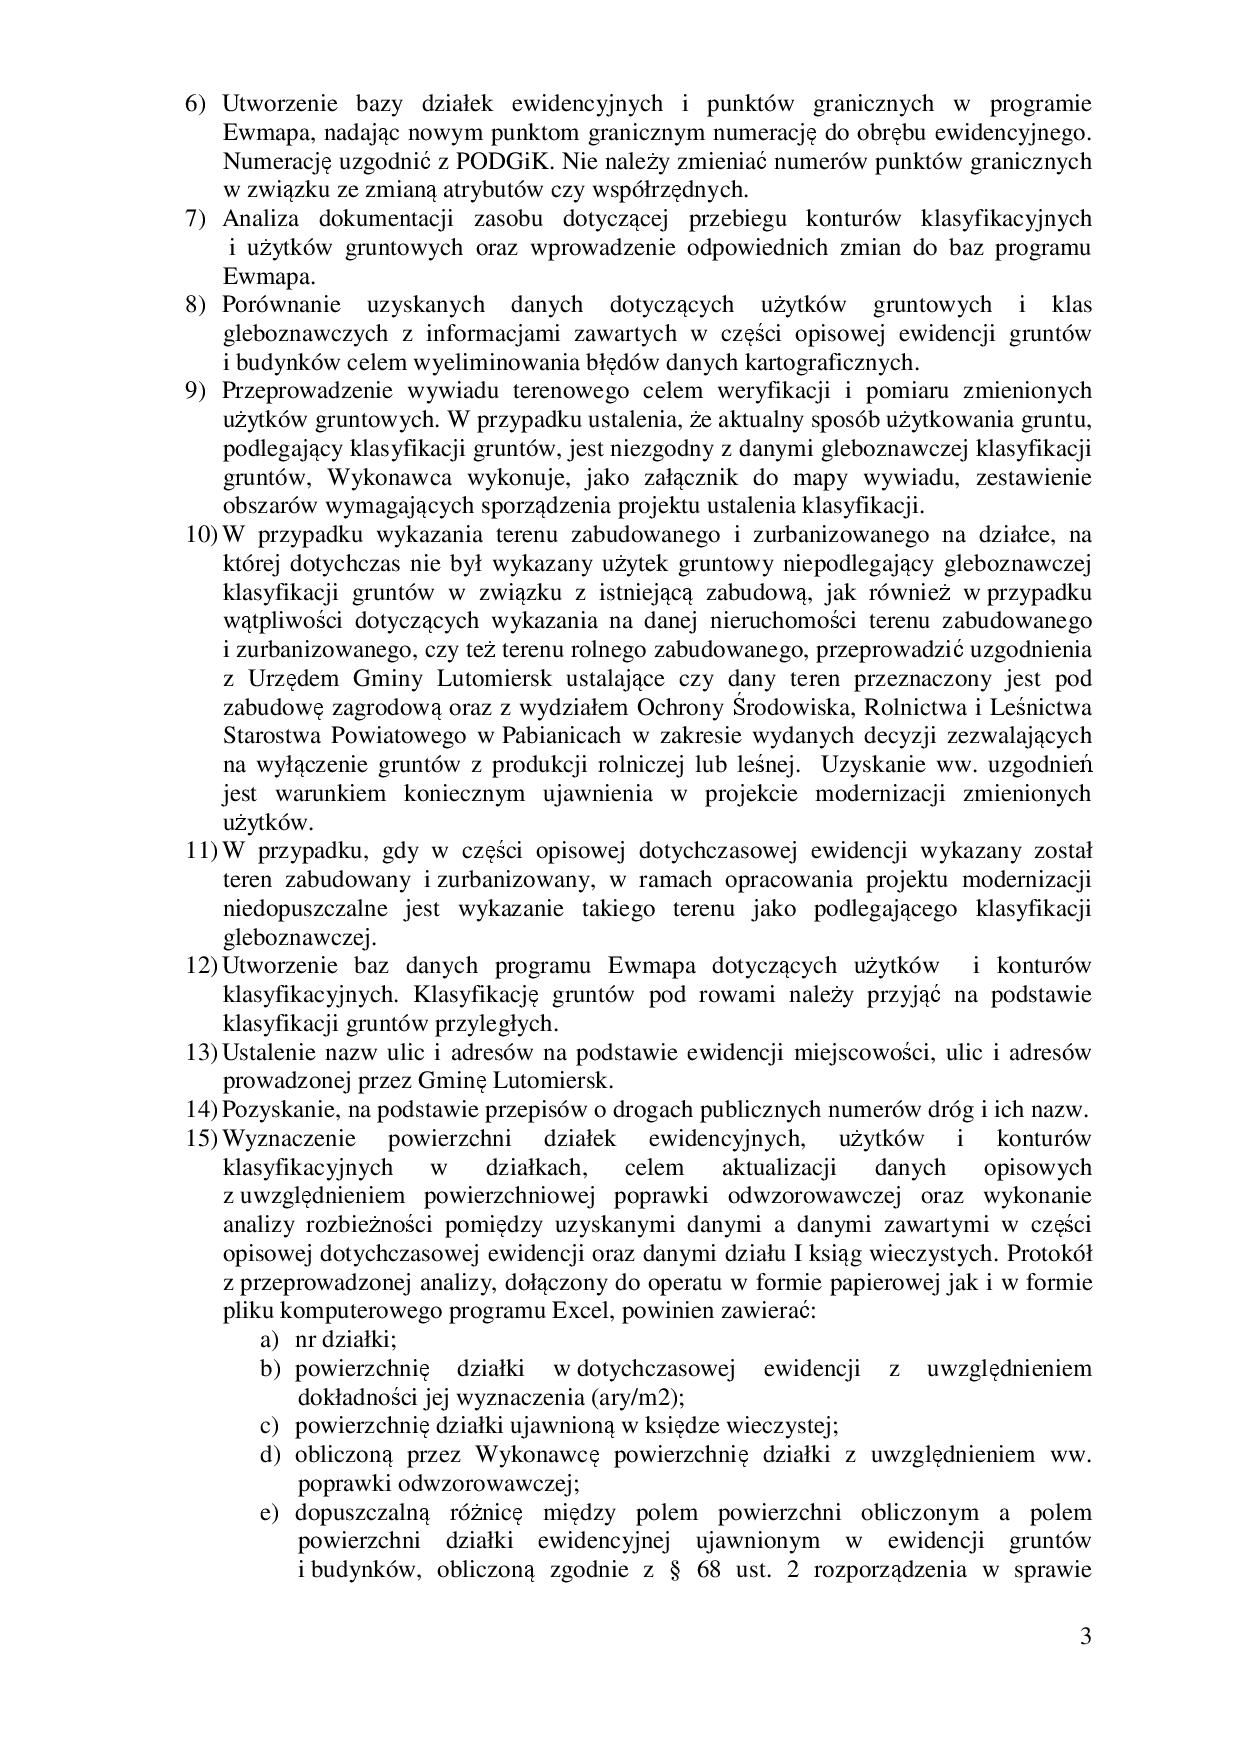 6) Utworzenie bazy działek ewidencyjnych i punktów granicznych w programie
Ewmapa, nadając nowym punktom granicznym numerację do obrębu ewidencyjnego.
Numerację uzgodnić z PODGiK. Nie należy zmieniać numerów punktów granicznych
w związku ze zmianą atrybutów czy współrzędnych.
7) Analiza dokumentacji zasobu dotyczącej przebiegu konturów klasyfikacyjnych
i użytków gruntowych oraz wprowadzenie odpowiednich zmian do baz programu
Ewmapa.
8) Porównanie uzyskanych danych dotyczących użytków gruntowych i klas
gleboznawczych z informacjami zawartych w części opisowej ewidencji gruntów
i budynków celem wyeliminowania błędów danych kartograficznych.
9) Przeprowadzenie wywiadu terenowego celem weryfikacji i pomiaru zmienionych
użytków gruntowych. W przypadku ustalenia, że aktualny sposób użytkowania gruntu,
podlegający klasyfikacji gruntów, jest niezgodny z danymi gleboznawczej klasyfikacji
gruntów, Wykonawca wykonuje, jako załącznik do mapy wywiadu, zestawienie
obszarów wymagających sporządzenia projektu ustalenia klasyfikacji.
10) W przypadku wykazania terenu zabudowanego i zurbanizowanego na działce, na
której dotychczas nie był wykazany użytek gruntowy niepodlegający gleboznawczej
klasyfikacji gruntów w związku z istniejącą zabudową, jak również w przypadku
wątpliwości dotyczących wykazania na danej nieruchomości terenu zabudowanego
i zurbanizowanego, czy też terenu rolnego zabudowanego, przeprowadzić uzgodnienia
z Urzędem Gminy Lutomiersk ustalające czy dany teren przeznaczony jest pod
zabudowę zagrodową oraz z wydziałem Ochrony Środowiska, Rolnictwa i Leśnictwa
Starostwa Powiatowego w Pabianicach w zakresie wydanych decyzji zezwalających
na wyłączenie gruntów z produkcji rolniczej lub leśnej. Uzyskanie ww. uzgodnień
jest warunkiem koniecznym ujawnienia w projekcie modernizacji zmienionych
użytków.
11) W przypadku, gdy w części opisowej dotychczasowej ewidencji wykazany został
teren zabudowany i zurbanizowany, w ramach opracowania projektu modernizacji
niedopuszczalne jest wykazanie takiego terenu jako podlegającego klasyfikacji
gleboznawczej.
12) Utworzenie baz danych programu Ewmapa dotyczących użytków i konturów
klasyfikacyjnych. Klasyfikację gruntów pod rowami należy przyjąć na podstawie
klasyfikacji gruntów przyległych.
13) Ustalenie nazw ulic i adresów na podstawie ewidencji miejscowości, ulic i adresów
prowadzonej przez Gminę Lutomiersk.
14) Pozyskanie, na podstawie przepisów o drogach publicznych numerów dróg i ich nazw.
15) Wyznaczenie powierzchni działek ewidencyjnych, użytków i konturów
klasyfikacyjnych w działkach, celem aktualizacji danych opisowych
z uwzględnieniem powierzchniowej poprawki odwzorowawczej oraz wykonanie
analizy rozbieżności pomiędzy uzyskanymi danymi a danymi zawartymi w części
opisowej dotychczasowej ewidencji oraz danymi działu I ksiąg wieczystych. Protokół
z przeprowadzonej analizy, dołączony do operatu w formie papierowej jak i w formie
pliku komputerowego programu Excel, powinien zawierać:
a) nr działki;
b) powierzchnię działki w dotychczasowej ewidencji z uwzględnieniem
dokładności jej wyznaczenia (ary/m2);
c) powierzchnię działki ujawnioną w księdze wieczystej;
d) obliczoną przez Wykonawcę powierzchnię działki z uwzględnieniem ww.
poprawki odwzorowawczej;
e) dopuszczalną różnicę między polem powierzchni obliczonym a polem
powierzchni działki ewidencyjnej ujawnionym w ewidencji gruntów
i budynków, obliczoną zgodnie z § 68 ust. 2 rozporządzenia w sprawie
3